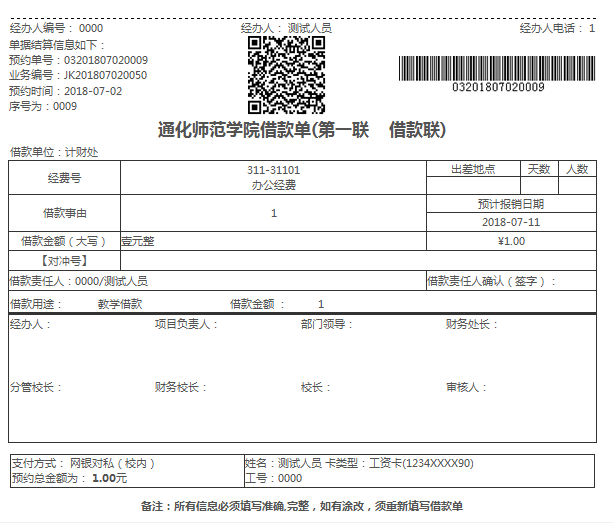 经办人编号： 0000 经办人： 测试人员 经办人电话： 1
单据结算信息如下：
预约单号：03201807020009
业务编号：JK201807020050
预约时间：2018-07-02
序号为：0009
03201807020009
通化师范学院借款单(第一联 借款联)
借款单位：计财处
经费号 311-31101 办公经费 出差地点 天数 人数
借款事由 1 预计报销日期
2018-07-11
借款金额（大写） 壹元整 ¥1.00
【对冲号】
借款责任人：0000/测试人员 借款责任人确认（签字）：
借款用途： 教学借款 借款金额 ： 1
经办人： 项目负责人： 部门领导： 财务处长：
分管校长： 财务校长： 校长： 审核人：
支付方式： 网银对私（校内） 姓名：测试人员 卡类型：工资卡(1234XXXX90)
预约总金额为： 1.00元 工号：0000
备注：所有信息必须填写准确,完整，如有涂改，须重新填写借款单